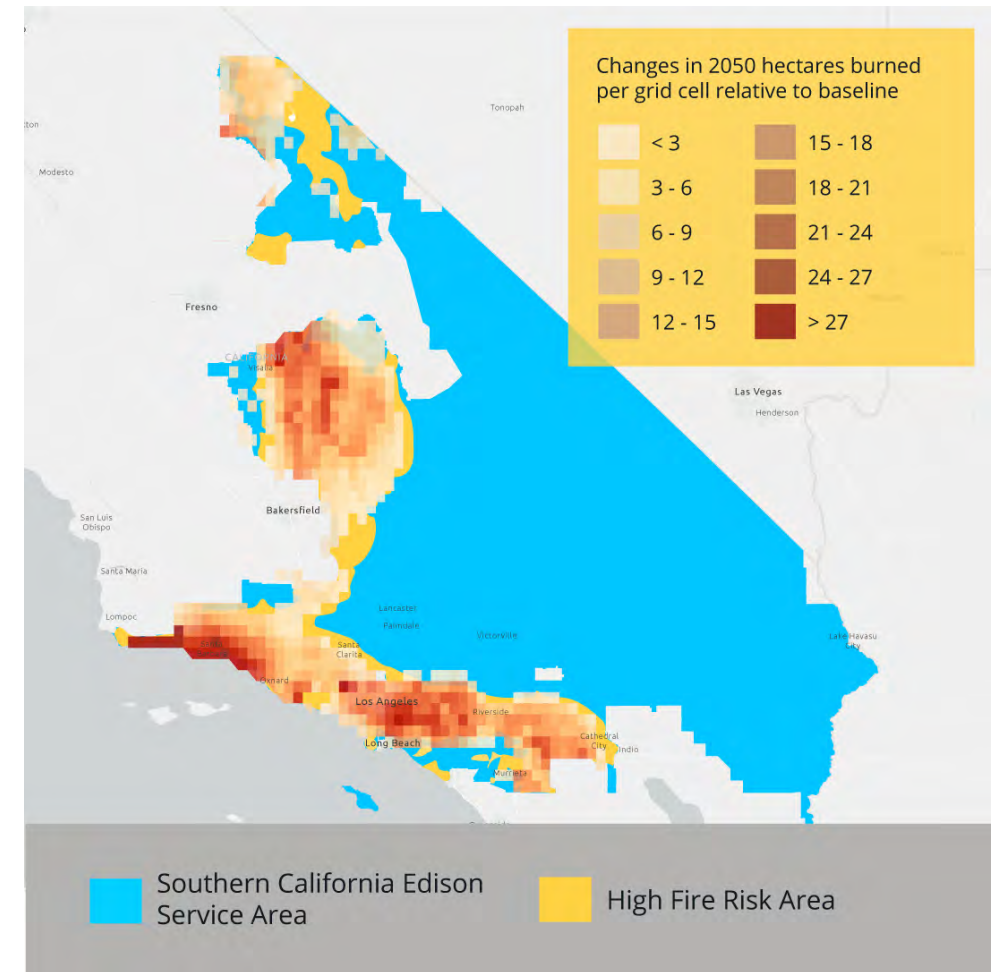 Changes in 2050 hectares burned
per grid cell relative to baseline
< 3
3 - 6
6 - 9
9 - 12
12 - 15
15 - 18
18 - 21
21 - 24
24 - 27
> 27
Tonopah
Modesto
Fresno
CALIFORNIA
Visalia
Las Vegas
Henderson
Bakersfield
San Luis
Obispo
Santa Maria
Lompoc
Lancaster
Palmdale
Victorville
Lake Havasu
City
Santa
Clarita
Oxnard
Los Angeles
Riverside
Long Beach
Cathedral
City
Indio
Murrieta
Southern California Edison
Service Area
High Fire Risk Area